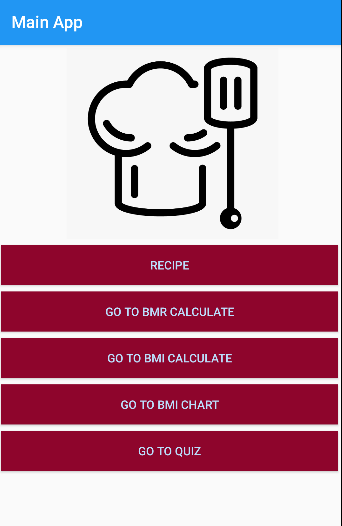 Main App
RECIPE
GO TO BMR CALCULATE
GO TO BMI CALCULATE
GO TO BMI CHART
GO TO QUIZ